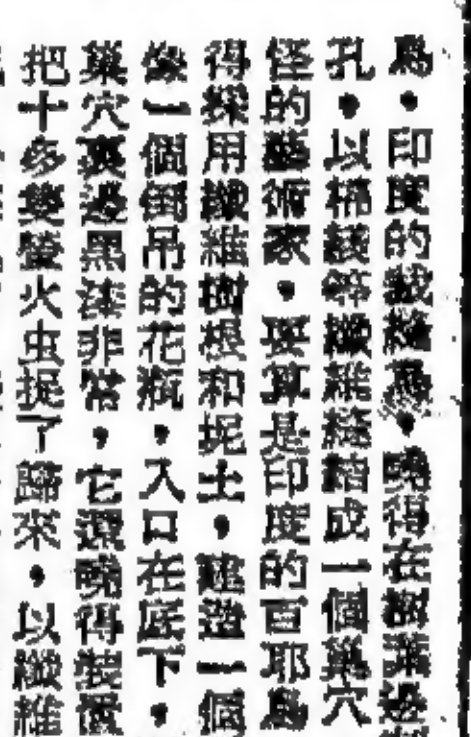 鳥，印度的裁縫鳥，曉得在樹葉邊
孔，以棉線等纖維縫結成一個巢穴
怪的藝術家，要算是印度的百耶鳥
得採用纖維樹根和坭土，建造一個
像一個倒吊的花瓶，入口在底下，
巢穴裏邊黑漆非常，它還曉得裝置
把十多隻螢火虫捉了歸來，以纖維